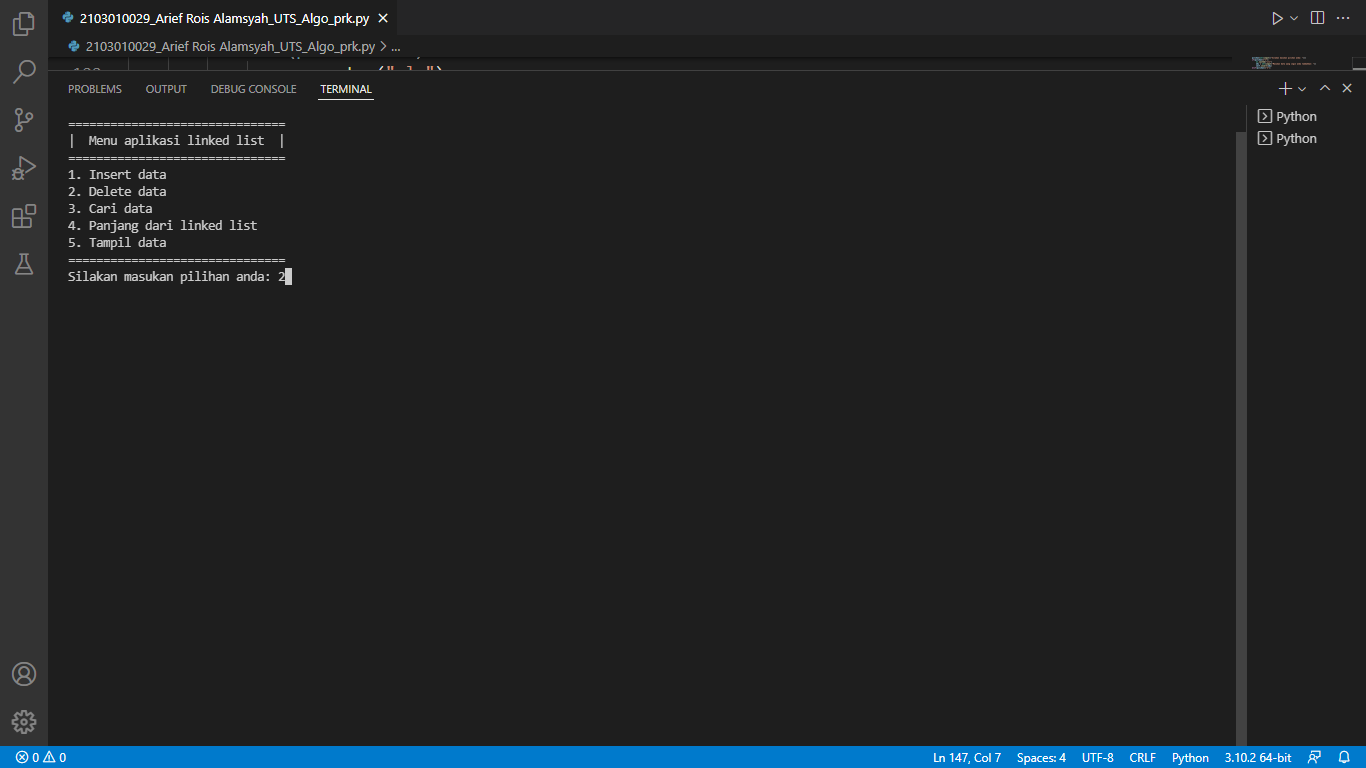 2103010029_Arief Rois Alamsyah_UTS_Algo_prk.py
2103010029_Arief Rois Alamsyah_UTS_Algo_prk.py > ...
PROBLEMS OUTPUT DEBUG CONSOLE TERMINAL
===============================
|  Menu aplikasi linked list  |
===============================
1. Insert data
2. Delete data
3. Cari data
4. Panjang dari linked list
5. Tampil data
===============================
Silakan masukan pilihan anda: 2
Python
Python
0 0 Ln 147, Col 7 Spaces: 4 UTF-8 CRLF Python 3.10.2 64-bit